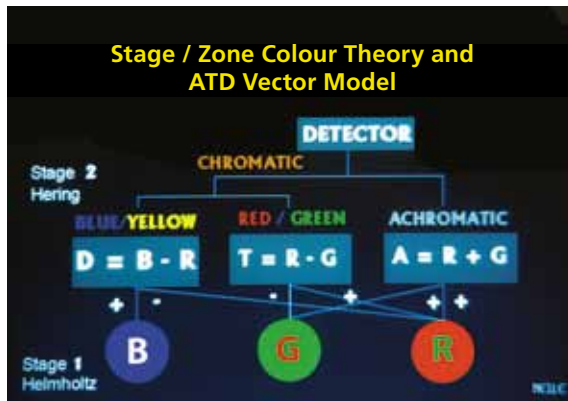 Stage / Zone Colour Theory and
ATD Vector Model
DETECTOR
CHROMATIC
Stage 2
Hering
BLUE/YELLOW RED / GREEN ACHROMATIC
D = B - R T = R - G A = R + G
+ - - + + +
B G R
Stage 1
Helmholtz